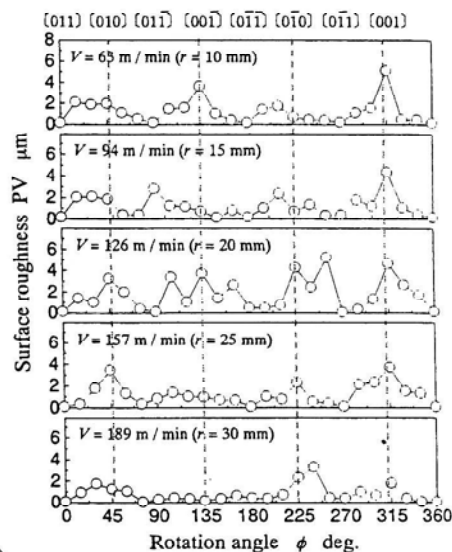 [011] [010] [011̄] [001̄] [01̄1̄] [01̄0] [01̄1] [001]
8
V = 63 m / min (r = 10 mm)
6
4
2
0
V = 94 m / min (r = 15 mm)
6
4
2
0
V = 126 m / min (r = 20 mm)
6
4
2
0
V = 157 m / min (r = 25 mm)
6
4
2
0
V = 189 m / min (r = 30 mm)
6
4
2
0
Surface roughness PV μm
0 45 90 135 180 225 270 315 360
Rotation angle ϕ deg.